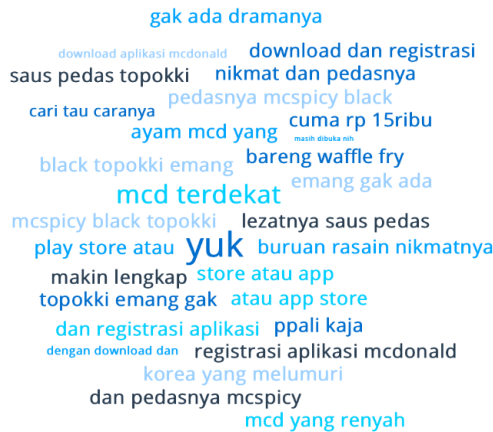 gak ada dramanya
download aplikasi mcdonald
download dan registrasi
saus pedas topokki
nikmat dan pedasnya
pedasnya mcspicy black
cari tau caranya
cuma rp 15ribu
ayam mcd yang
masih dibuka nih
bareng waffle fry
black topokki emang
emang gak ada
mcd terdekat
mcspicy black topokki
lezatnya saus pedas
play store atau
yuk
buruan rasain nikmatnya
makin lengkap
store atau app
topokki emang gak
atau app store
dan registrasi aplikasi
ppali kaja
dengan download dan
registrasi aplikasi mcdonald
korea yang melumuri
dan pedasnya mcspicy
mcd yang renyah